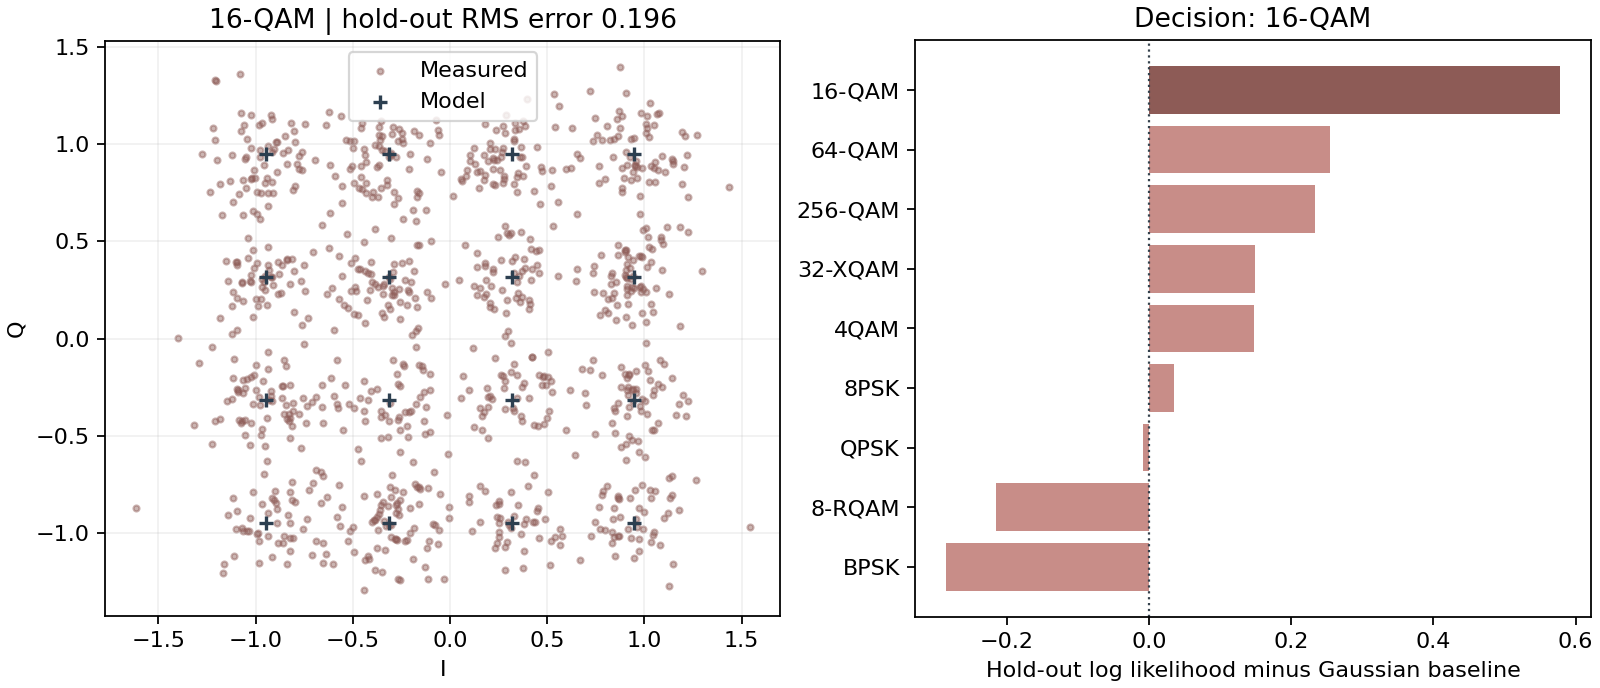 16-QAM | hold-out RMS error 0.196
Measured
Model
1.5
1.0
0.5
0.0
−0.5
−1.0
Q
−1.5
−1.0
−0.5
0.0
0.5
1.0
1.5
I
Decision: 16-QAM
16-QAM
64-QAM
256-QAM
32-XQAM
4QAM
8PSK
QPSK
8-RQAM
BPSK
−0.2
0.0
0.2
0.4
0.6
Hold-out log likelihood minus Gaussian baseline